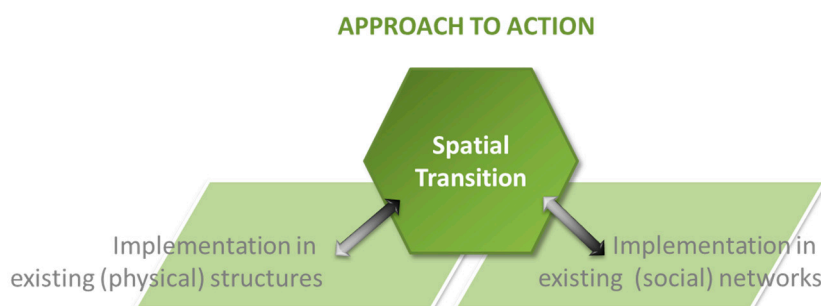 APPROACH TO ACTION
Spatial
Transition
Implementation in
existing (physical) structures
Implementation in
existing (social) networks